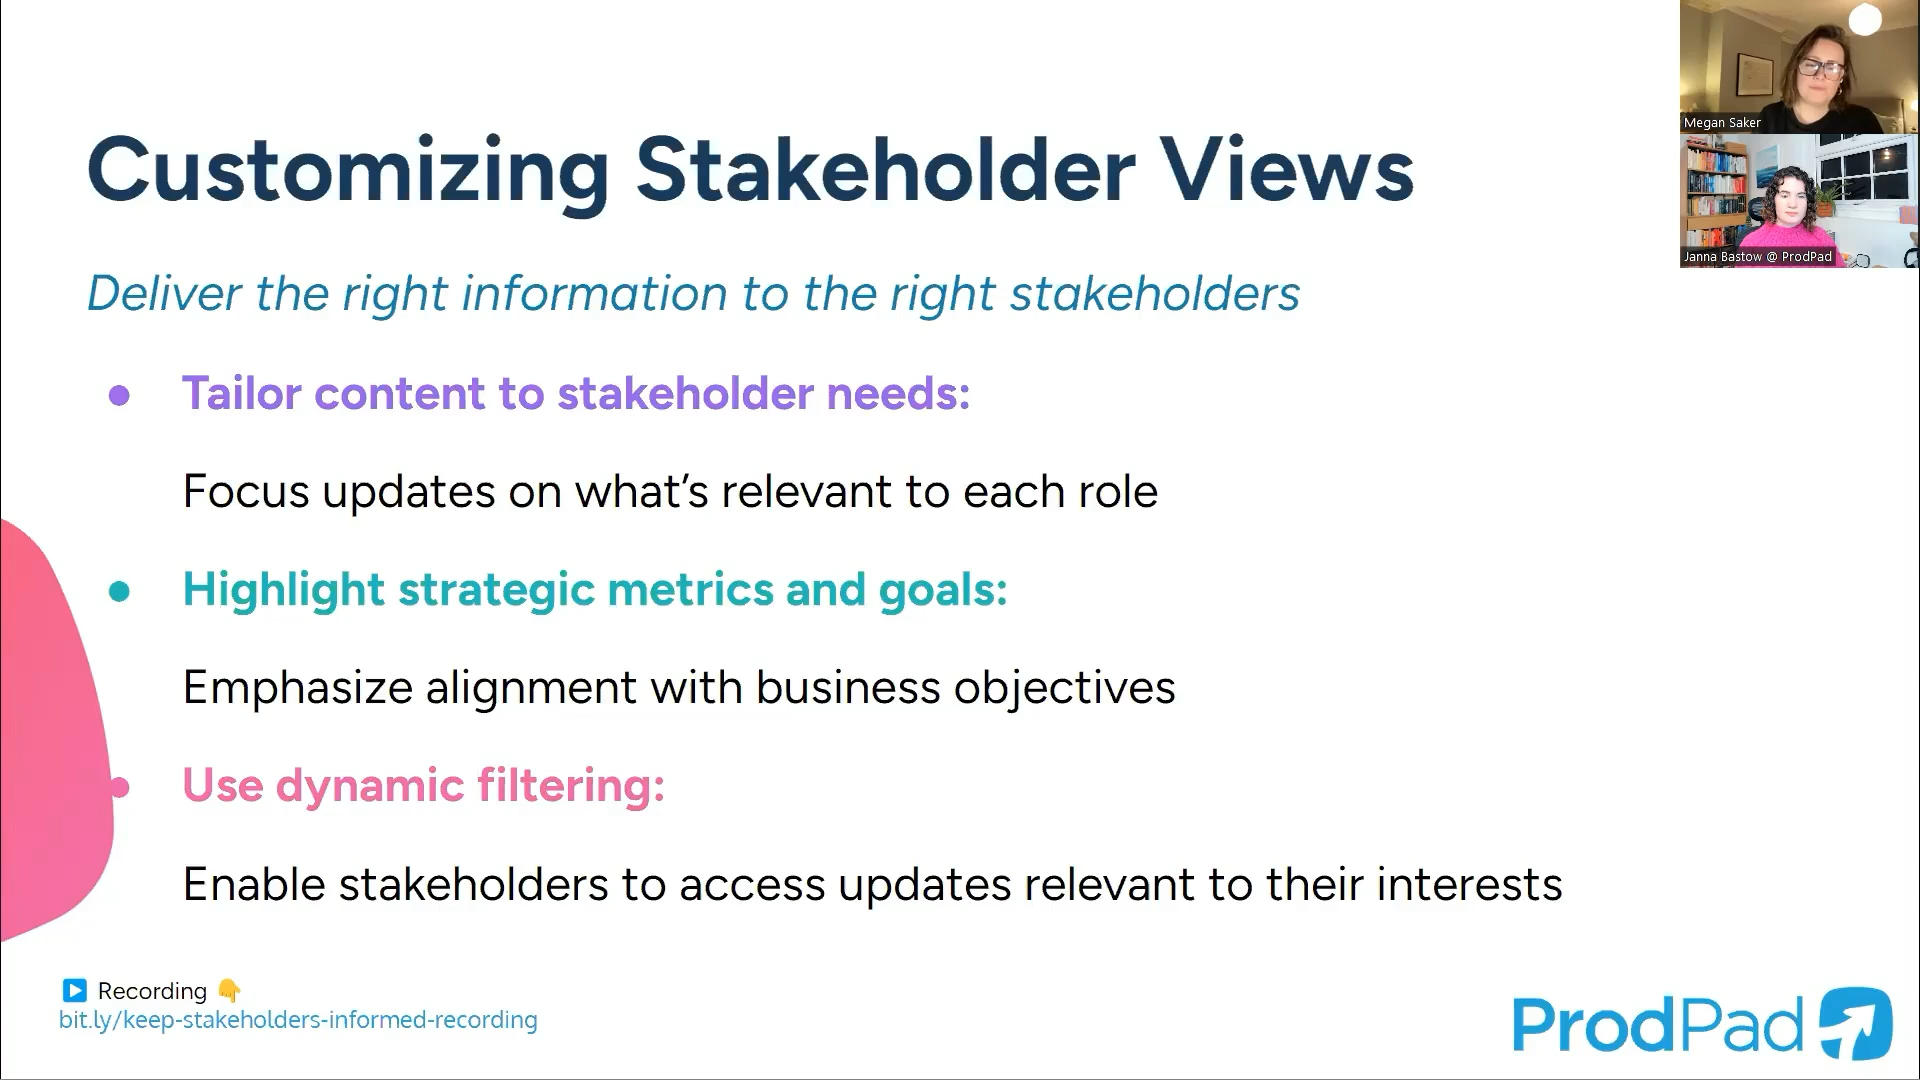 Customizing Stakeholder Views
Deliver the right information to the right stakeholders
• Tailor content to stakeholder needs:
Focus updates on what’s relevant to each role
• Highlight strategic metrics and goals:
Emphasize alignment with business objectives
• Use dynamic filtering:
Enable stakeholders to access updates relevant to their interests
▶️ Recording 👇
bit.ly/keep-stakeholders-informed-recording
ProdPad
Megan Saker
Janna Bastow @ ProdPad